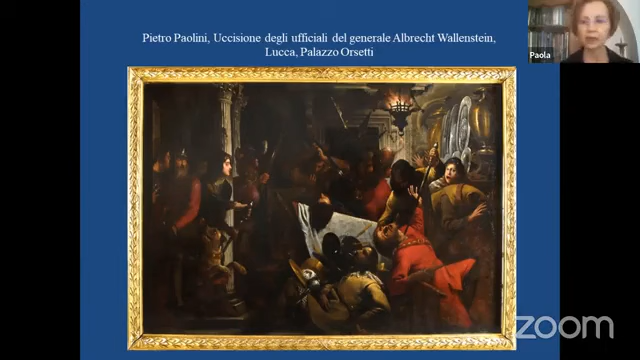 Pietro Paolini, Uccisione degli ufficiali del generale Albrecht Wallenstein,
Lucca, Palazzo Orsetti
Paola
zoom